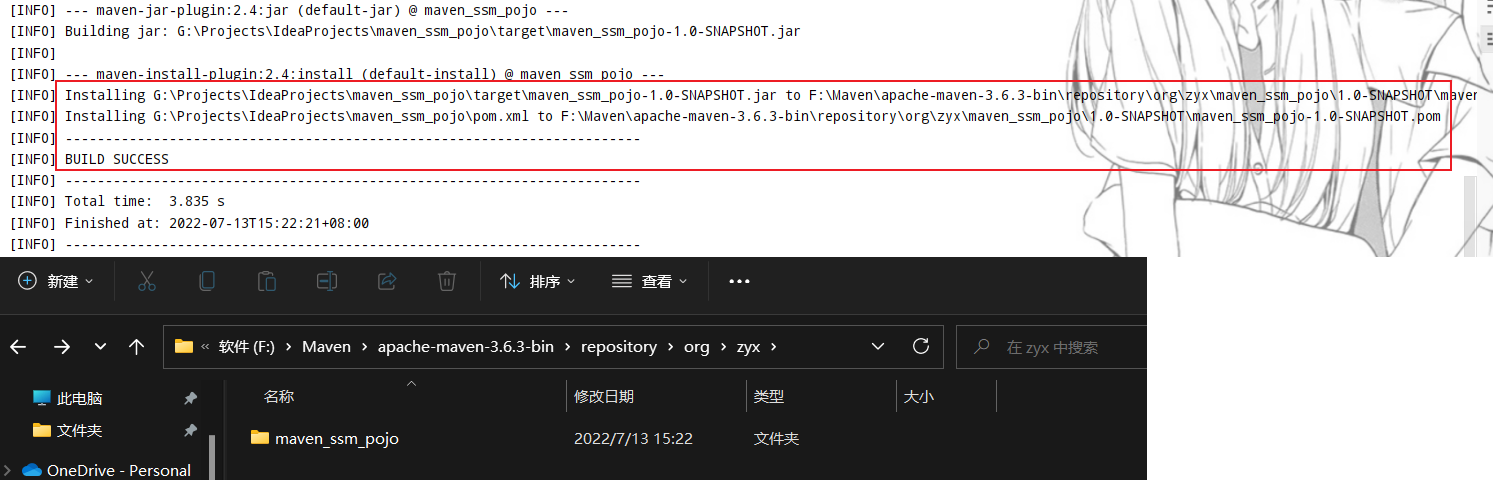 [INFO] --- maven-jar-plugin:2.4:jar (default-jar) @ maven_ssm_pojo ---
[INFO] Building jar: G:\Projects\IdeaProjects\maven_ssm_pojo\target\maven_ssm_pojo-1.0-SNAPSHOT.jar
[INFO]
[INFO] --- maven-install-plugin:2.4:install (default-install) @ maven_ssm_pojo ---
[INFO] Installing G:\Projects\IdeaProjects\maven_ssm_pojo\target\maven_ssm_pojo-1.0-SNAPSHOT.jar to F:\Maven\apache-maven-3.6.3-bin\repository\org\zyx\maven_ssm_pojo\1.0-SNAPSHOT\maven
[INFO] Installing G:\Projects\IdeaProjects\maven_ssm_pojo\pom.xml to F:\Maven\apache-maven-3.6.3-bin\repository\org\zyx\maven_ssm_pojo\1.0-SNAPSHOT\maven_ssm_pojo-1.0-SNAPSHOT.pom
[INFO] ------------------------------------------------------------------------
[INFO] BUILD SUCCESS
[INFO] ------------------------------------------------------------------------
[INFO] Total time:  3.835 s
[INFO] Finished at: 2022-07-13T15:22:21+08:00
[INFO] ------------------------------------------------------------------------
新建 排序 查看 •••
« 软件 (F:) › Maven › apache-maven-3.6.3-bin › repository › org › zyx › 在 zyx 中搜索
名称 修改日期 类型 大小
此电脑
文件夹
maven_ssm_pojo 2022/7/13 15:22 文件夹
OneDrive - Personal